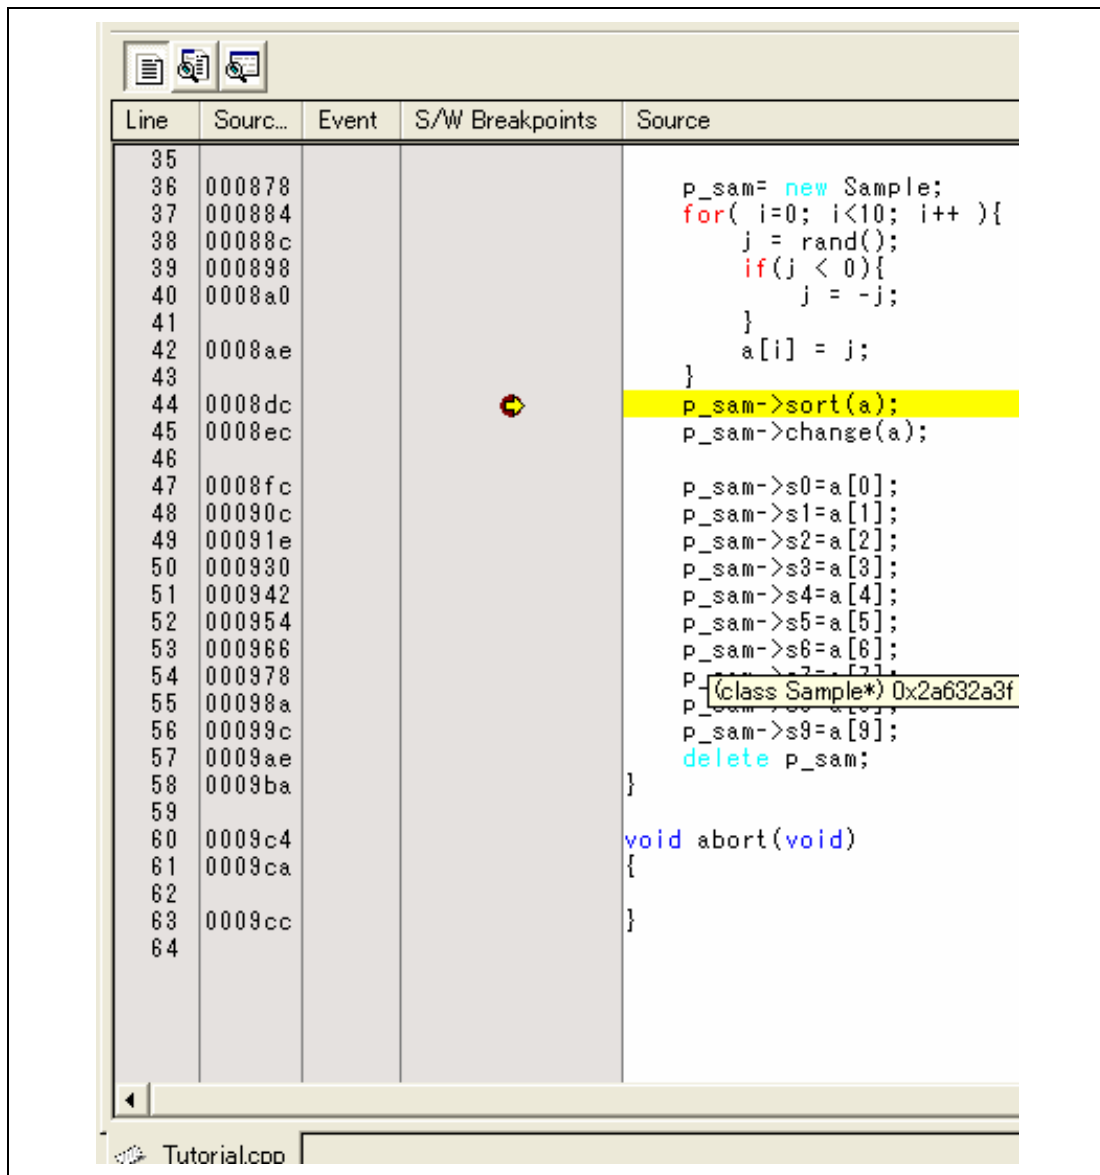 Line Sourc... Event S/W Breakpoints Source
35
36 000878 p_sam= new Sample;
37 000884 for( i=0; i<10; i++ ){
38 00088c j = rand();
39 000898 if(j < 0){
40 0008a0 j = -j;
41 }
42 0008ae a[i] = j;
43 }
44 0008dc p_sam->sort(a);
45 0008ec p_sam->change(a);
46
47 0008fc p_sam->s0=a[0];
48 00090c p_sam->s1=a[1];
49 00091e p_sam->s2=a[2];
50 000930 p_sam->s3=a[3];
51 000942 p_sam->s4=a[4];
52 000954 p_sam->s5=a[5];
53 000966 p_sam->s6=a[6];
54 000978
(class Sample*) 0x2a632a3f
55 00098a
56 00099c p_sam->s9=a[9];
57 0009ae delete p_sam;
58 0009ba }
59
60 0009c4 void abort(void)
61 0009ca {
62
63 0009cc }
64
Tutorial.cpp